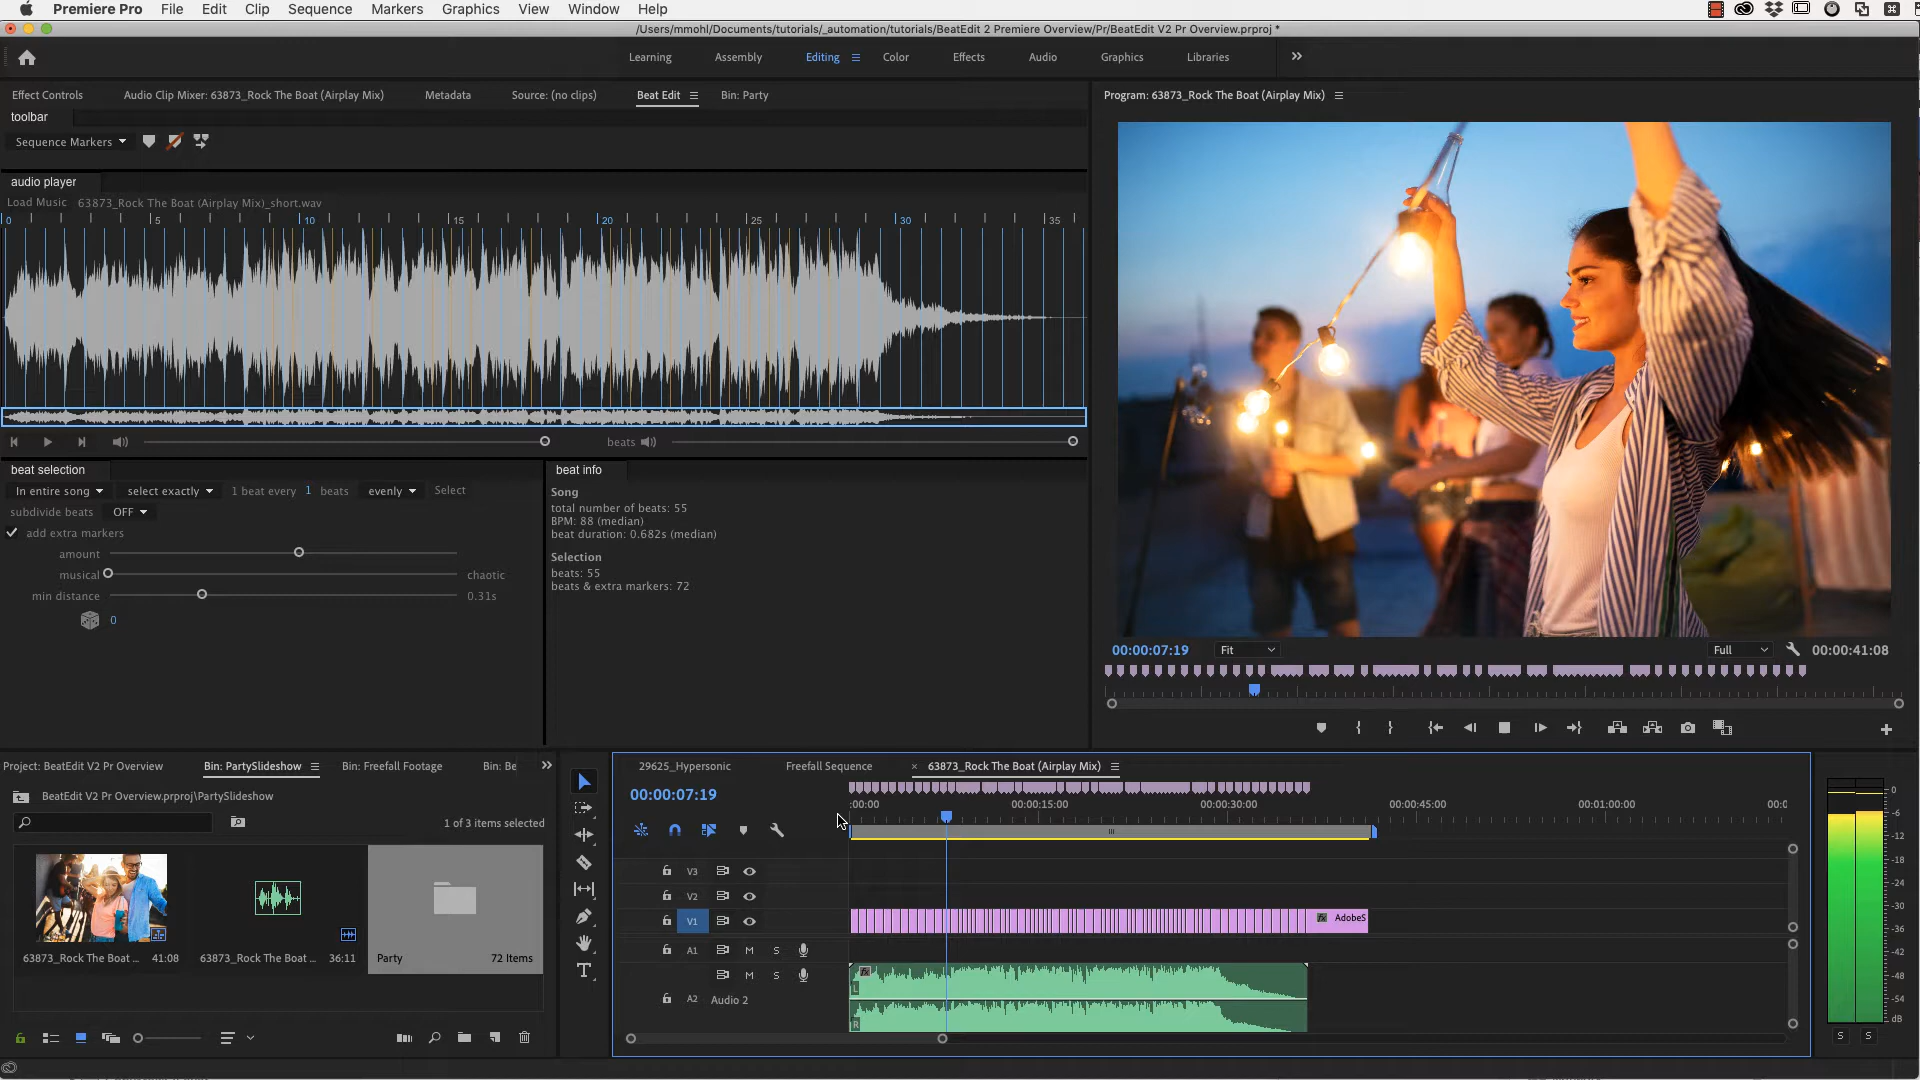 Premiere Pro File Edit Clip Sequence Markers Graphics View Window Help
/Users/mmohl/Documents/tutorials/_automation/tutorials/BeatEdit 2 Premiere Overview/Pr/BeatEdit V2 Pr Overview.prproj *
Learning Assembly Editing Color Effects Audio Graphics Libraries
Effect Controls Audio Clip Mixer: 63873_Rock The Boat (Airplay Mix) Metadata Source: (no clips) Beat Edit Bin: Party
Program: 63873_Rock The Boat (Airplay Mix)
toolbar
Sequence Markers
audio player
Load Music 63873_Rock The Boat (Airplay Mix)_short.wav
0 5 10 15 20 25 30 35
beats
beat selection
In entire song select exactly 1 beat every 1 beats evenly Select
subdivide beats OFF
add extra markers
amount
musical chaotic
min distance 0.31s
0
beat info
Song
total number of beats: 55
BPM: 88 (median)
beat duration: 0.682s (median)
Selection
beats: 55
beats & extra markers: 72
00:00:07:19 Fit Full 00:00:41:08
Project: BeatEdit V2 Pr Overview Bin: PartySlideshow Bin: Freefall Footage Bin: Be
BeatEdit V2 Pr Overview.prproj\PartySlideshow
1 of 3 items selected
63873_Rock The Boat ... 41:08
63873_Rock The Boat ... 36:11
Party 72 Items
29625_Hypersonic Freefall Sequence × 63873_Rock The Boat (Airplay Mix)
00:00:07:19
:00:00 00:00:15:00 00:00:30:00 00:00:45:00 00:01:00:00 00:0
V3
V2
V1
fx AdobeS
A1 M S
M S
A2 Audio 2
fx
L
R
0
-6
-12
-18
-24
-30
-36
-42
-48
-54
dB
S S